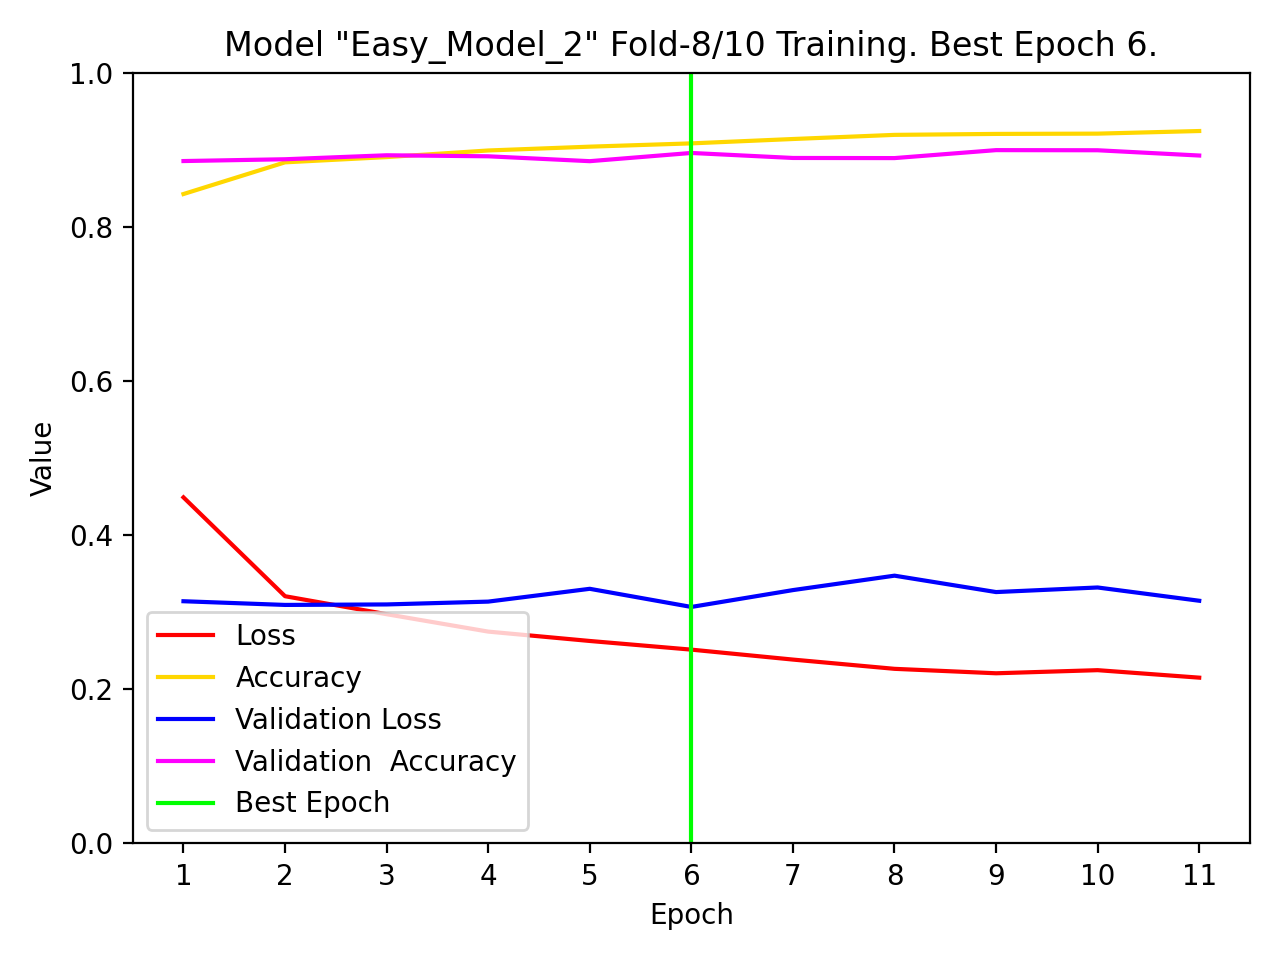 Model "Easy_Model_2" Fold-8/10 Training. Best Epoch 6.
1.0
0.8
0.6
0.4
0.2
0.0
Value
Loss
Accuracy
Validation Loss
Validation  Accuracy
Best Epoch
1 2 3 4 5 6 7 8 9 10 11
Epoch